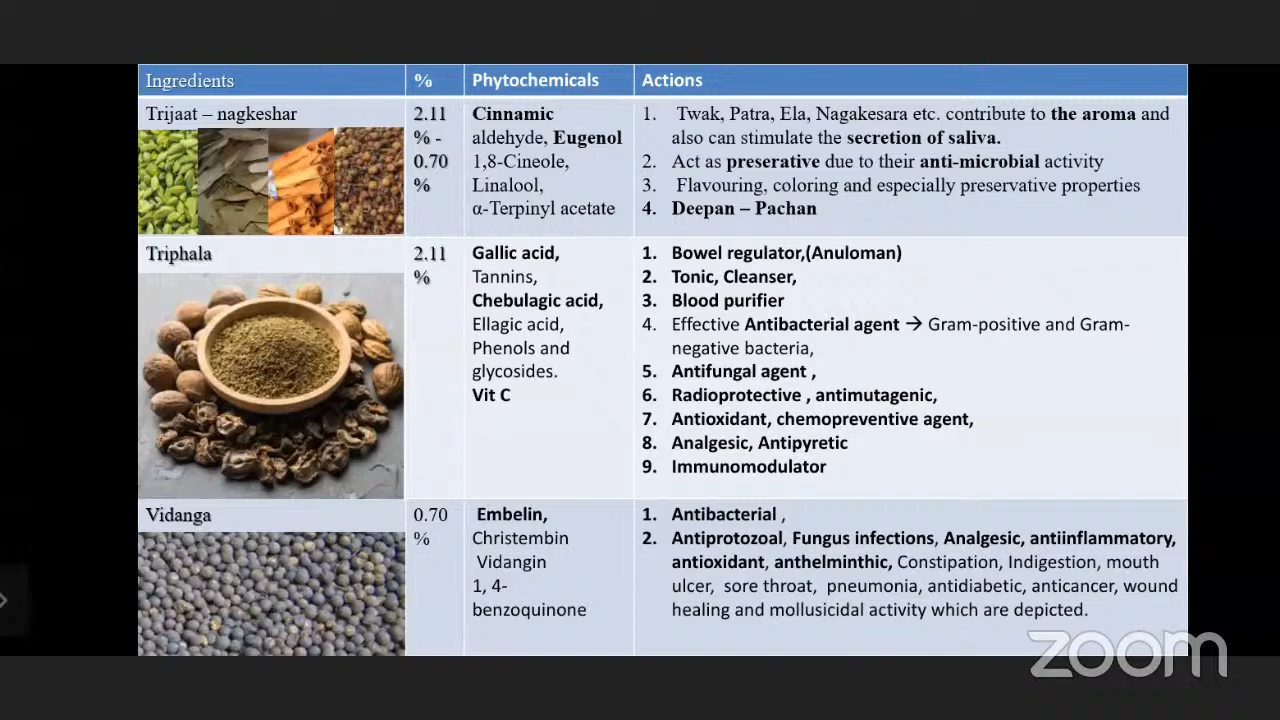 Ingredients % Phytochemicals Actions
Trijaat – nagkeshar
2.11
% -
0.70
%
Cinnamic
aldehyde, Eugenol
1,8-Cineole,
Linalool,
α-Terpinyl acetate
1. Twak, Patra, Ela, Nagakesara etc. contribute to the aroma and
also can stimulate the secretion of saliva.
2. Act as preserative due to their anti-microbial activity
3. Flavouring, coloring and especially preservative properties
4. Deepan – Pachan
Triphala
2.11
%
Gallic acid,
Tannins,
Chebulagic acid,
Ellagic acid,
Phenols and
glycosides.
Vit C
1. Bowel regulator,(Anuloman)
2. Tonic, Cleanser,
3. Blood purifier
4. Effective Antibacterial agent → Gram-positive and Gram-
negative bacteria,
5. Antifungal agent ,
6. Radioprotective , antimutagenic,
7. Antioxidant, chemopreventive agent,
8. Analgesic, Antipyretic
9. Immunomodulator
Vidanga
0.70
%
Embelin,
Christembin
Vidangin
1, 4-
benzoquinone
1. Antibacterial ,
2. Antiprotozoal, Fungus infections, Analgesic, antiinflammatory,
antioxidant, anthelminthic, Constipation, Indigestion, mouth
ulcer, sore throat, pneumonia, antidiabetic, anticancer, wound
healing and mollusicidal activity which are depicted.
zoom